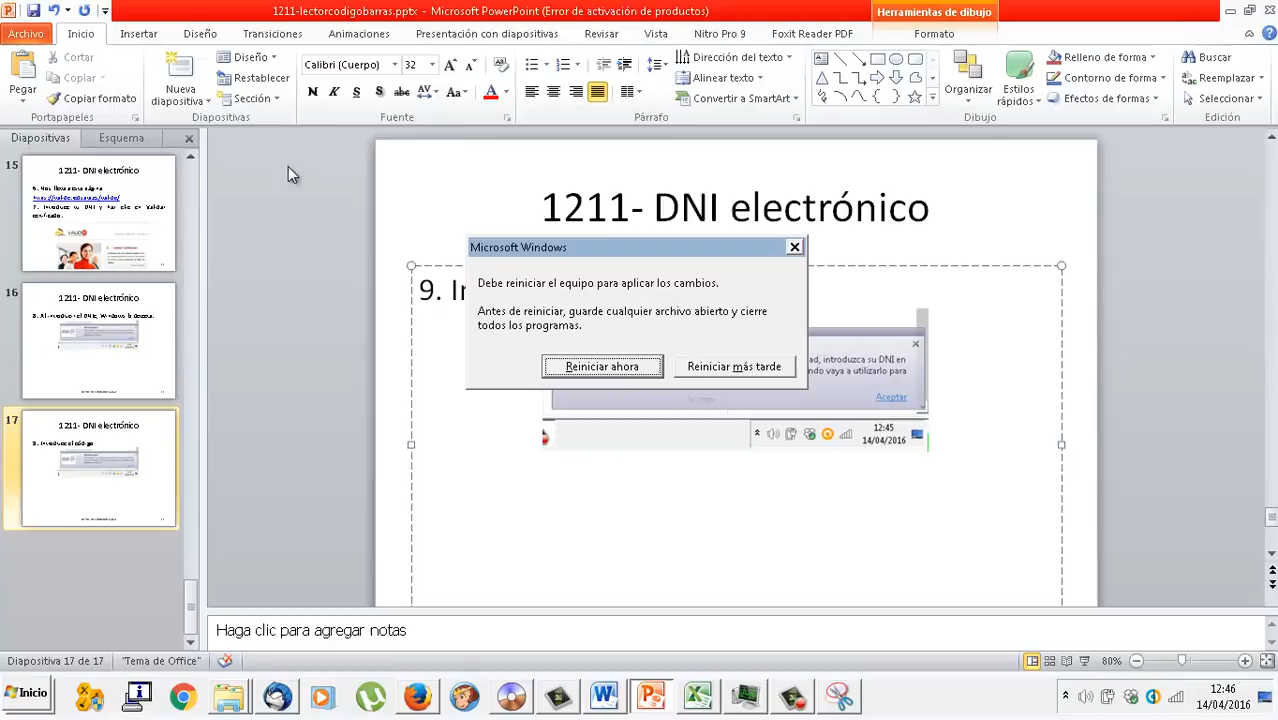 1211-lectorcodigobarras.pptx - Microsoft PowerPoint (Error de activación de productos)
Herramientas de dibujo
Archivo Inicio Insertar Diseño Transiciones Animaciones Presentación con diapositivas Revisar Vista Nitro Pro 9 Foxit Reader PDF Formato
Pegar
Cortar
Copiar
Copiar formato
Portapapeles
Nueva diapositiva
Diseño
Restablecer
Sección
Diapositivas
Calibri (Cuerpo) 32
N K S S abc AV Aa A
Fuente
Dirección del texto
Alinear texto
Convertir a SmartArt
Párrafo
Organizar
Estilos rápidos
Relleno de forma
Contorno de forma
Efectos de formas
Dibujo
Buscar
Reemplazar
Seleccionar
Edición
Diapositivas Esquema
15
1211- DNI electrónico
16
1211- DNI electrónico
17
1211- DNI electrónico
9. Introduce el código
1211- DNI electrónico
9. I
Microsoft Windows
Debe reiniciar el equipo para aplicar los cambios.
Antes de reiniciar, guarde cualquier archivo abierto y cierre
todos los programas.
Reiniciar ahora Reiniciar más tarde
ad, introduzca su DNI en
ndo vaya a utilizarlo para
Aceptar
12:45
14/04/2016
Haga clic para agregar notas
Diapositiva 17 de 17 "Tema de Office" 80%
Inicio
12:46
14/04/2016